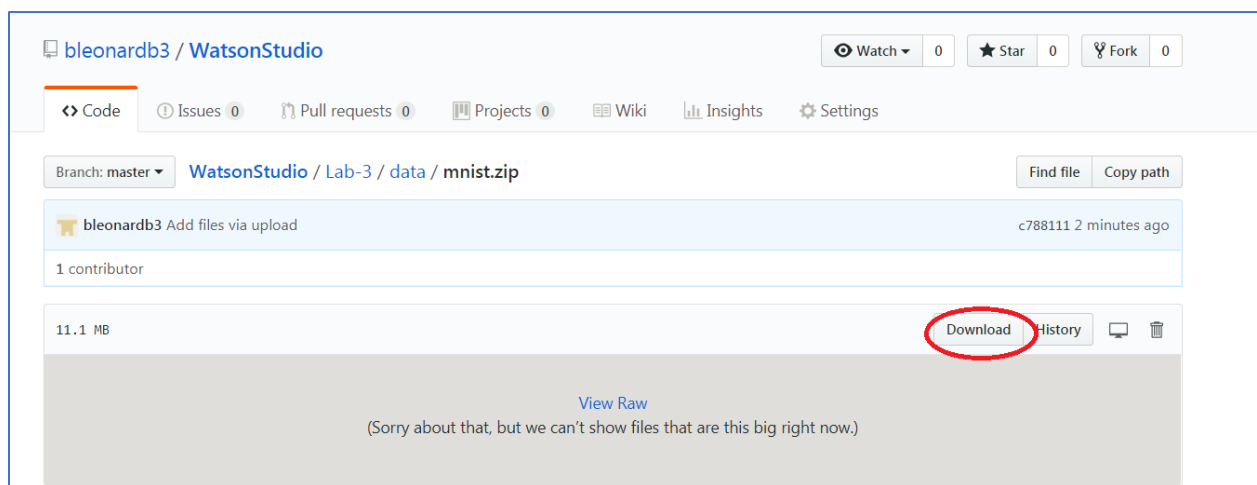 bleonardb3 / WatsonStudio
Watch 0 Star 0 Fork 0
Code Issues 0 Pull requests 0 Projects 0 Wiki Insights Settings
Branch: master WatsonStudio / Lab-3 / data / mnist.zip Find file Copy path
bleonardb3 Add files via upload c788111 2 minutes ago
1 contributor
11.1 MB Download History
View Raw
(Sorry about that, but we can’t show files that are this big right now.)